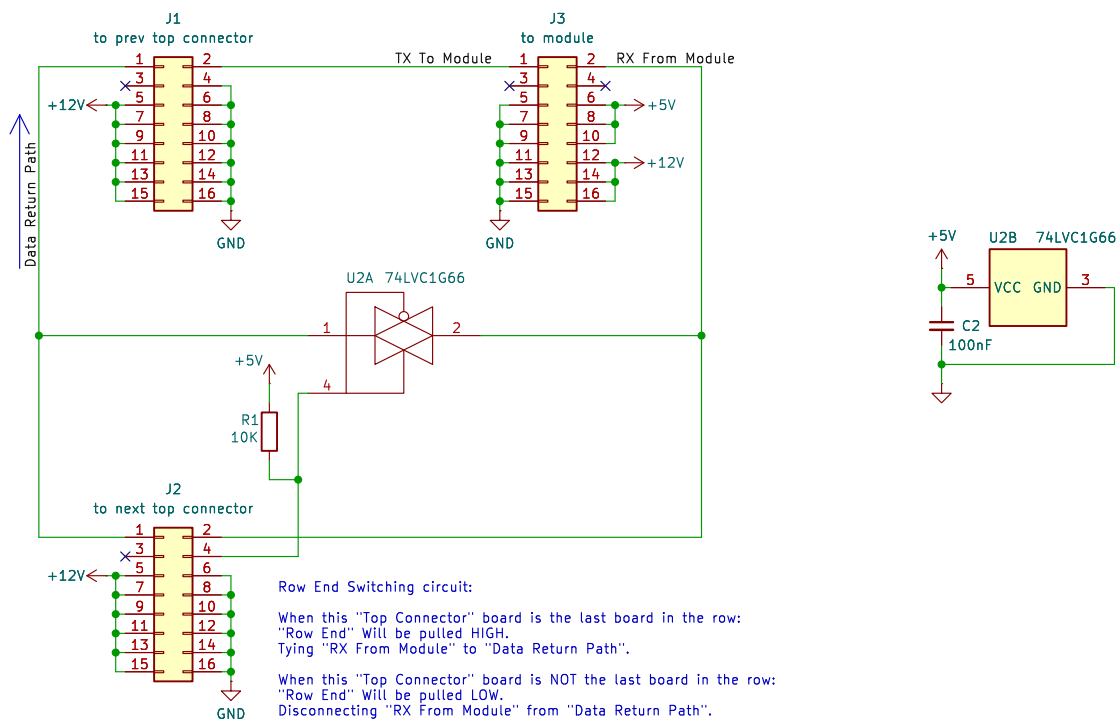 J1
to prev top connector
1 2
3 4
5 6
7 8
9 10
11 12
13 14
15 16
+12V
GND
Data Return Path
TX To Module
J3
to module
RX From Module
1 2
3 4
5 6
7 8
9 10
11 12
13 14
15 16
+5V
+12V
GND
U2A 74LVC1G66
1
2
4
+5V
R1
10K
+5V
U2B 74LVC1G66
5
VCC GND
3
C2
100nF
J2
to next top connector
1 2
3 4
5 6
7 8
9 10
11 12
13 14
15 16
+12V
GND
Row End Switching circuit:
When this "Top Connector" board is the last board in the row:
"Row End" Will be pulled HIGH.
Tying "RX From Module" to "Data Return Path".
When this "Top Connector" board is NOT the last board in the row:
"Row End" Will be pulled LOW.
Disconnecting "RX From Module" from "Data Return Path".